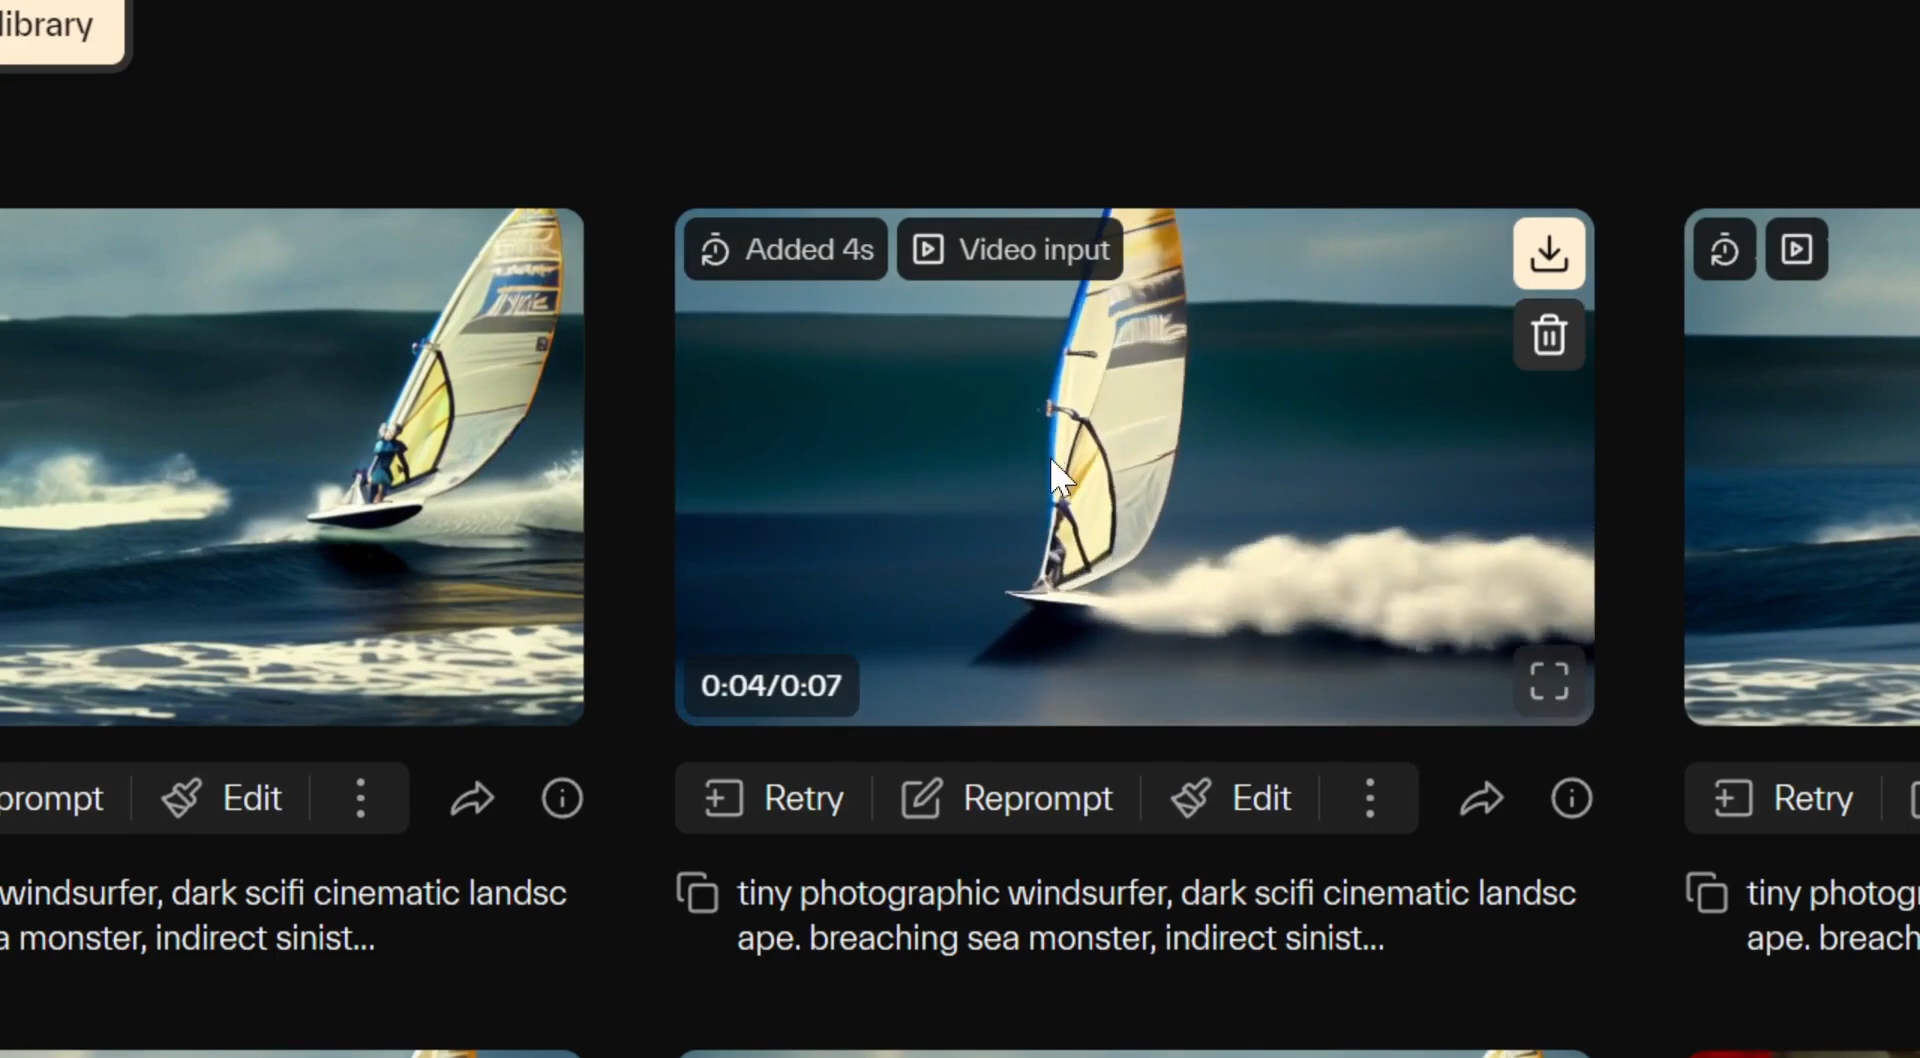 library
Added 4s
Video input
0:04/0:07
prompt
Edit
Retry
Reprompt
Edit
Retry
windsurfer, dark scifi cinematic landsc
a monster, indirect sinist...
tiny photographic windsurfer, dark scifi cinematic landsc
ape. breaching sea monster, indirect sinist...
tiny photogr
ape. breach